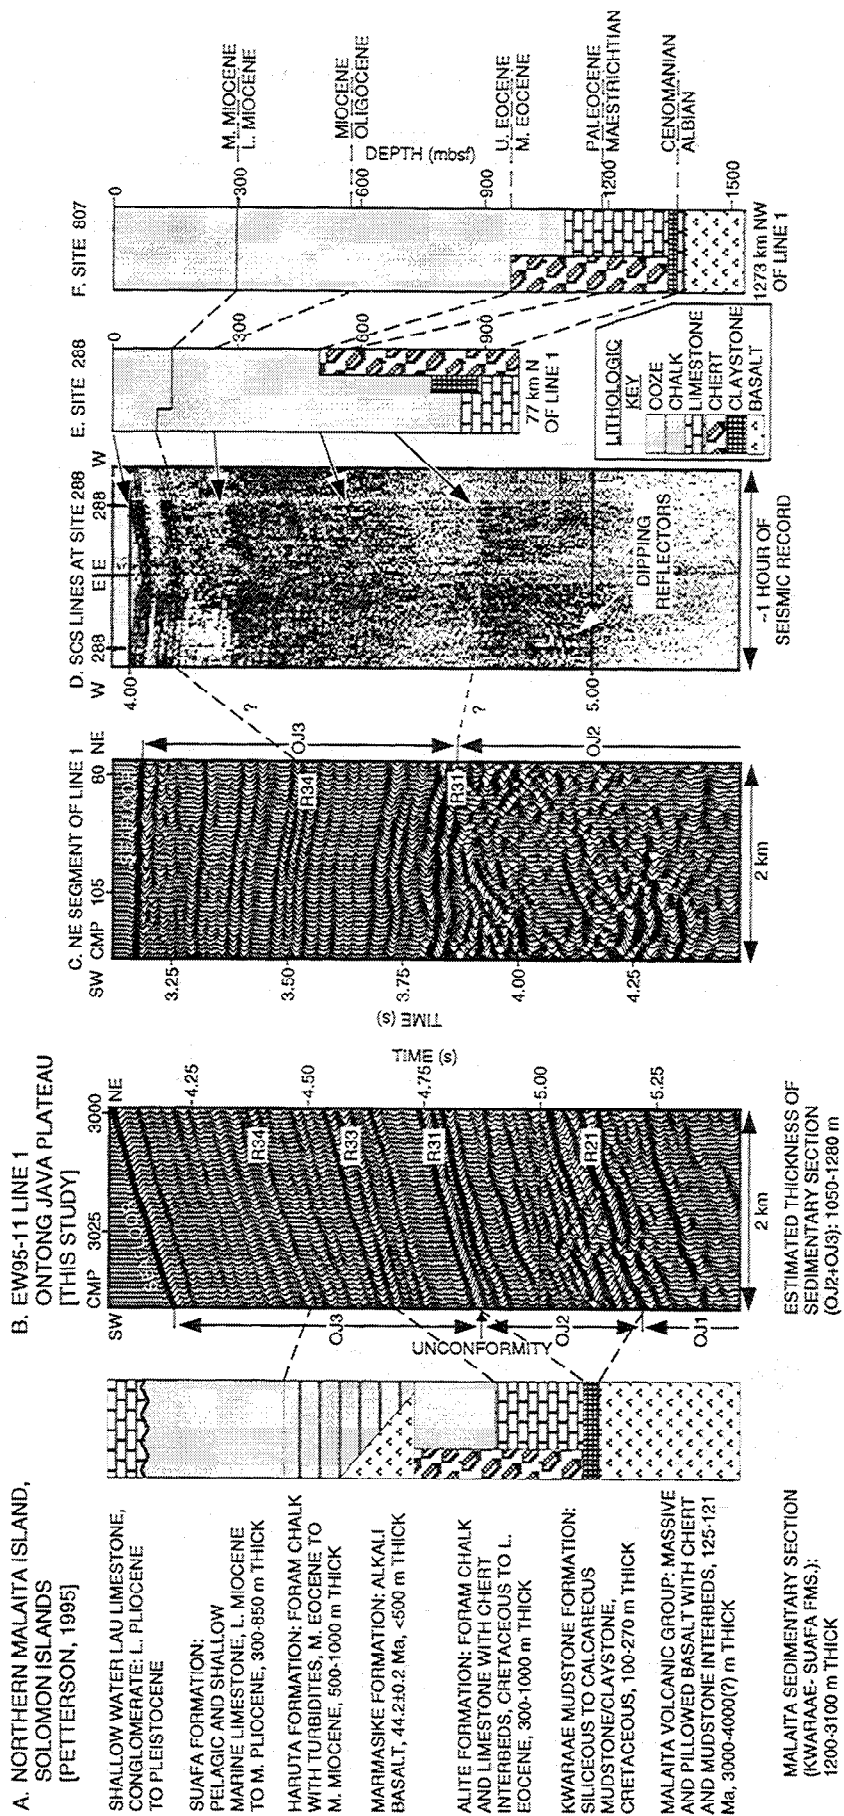 A. NORTHERN MALAITA ISLAND,
SOLOMON ISLANDS
[PETTERSON, 1995]
SHALLOW WATER LAU LIMESTONE,
CONGLOMERATE: L. PLIOCENE
TO PLEISTOCENE
SUAFA FORMATION:
PELAGIC AND SHALLOW
MARINE LIMESTONE, L. MIOCENE
TO M. PLIOCENE, 300-850 m THICK
HARUTA FORMATION: FORAM CHALK
WITH TURBIDITES, M. EOCENE TO
M. MIOCENE, 500-1000 m THICK
MARMASIKE FORMATION: ALKALI
BASALT, 44.2±0.2 Ma, <500 m THICK
ALITE FORMATION: FORAM CHALK
AND LIMESTONE WITH CHERT
INTERBEDS, CRETACEOUS TO L.
EOCENE, 300-1000 m THICK
KWARAAE MUDSTONE FORMATION:
SILICEOUS TO CALCAREOUS
MUDSTONE/CLAYSTONE,
CRETACEOUS, 100-270 m THICK
MALAITA VOLCANIC GROUP: MASSIVE
AND PILLOWED BASALT WITH CHERT
AND MUDSTONE INTERBEDS, 125-121
Ma, 3000-4000(?) m THICK
MALAITA SEDIMENTARY SECTION
(KWARAAE- SUAFA FMS.):
1200-3100 m THICK
B. EW95-11 LINE 1
ONTONG JAVA PLATEAU
[THIS STUDY]
SW
CMP
3025
3000
NE
SEAFLOOR
R34
R33
R31
R21
OJ3
UNCONFORMITY
OJ2
OJ1
TIME (s)
4.25
4.50
4.75
5.00
5.25
2 km
ESTIMATED THICKNESS OF
SEDIMENTARY SECTION
(OJ2+OJ3): 1050-1280 m
C. NE SEGMENT OF LINE 1
SW
CMP
105
80
NE
TIME (s)
3.25
3.50
3.75
4.00
4.25
R34
R31
OJ3
OJ2
2 km
D. SCS LINES AT SITE 288
W
288
E
E
288
W
4.00
5.00
?
?
DIPPING
REFLECTORS
~1 HOUR OF
SEISMIC RECORD
E. SITE 288
0
300
600
900
77 km N
OF LINE 1
F. SITE 807
0
300
600
900
1200
1500
DEPTH (mbsf)
1273 km NW
OF LINE 1
M. MIOCENE
L. MIOCENE
MIOCENE
OLIGOCENE
U. EOCENE
M. EOCENE
PALEOCENE
MAESTRICHTIAN
CENOMANIAN
ALBIAN
LITHOLOGIC
KEY
OOZE
CHALK
LIMESTONE
CHERT
CLAYSTONE
BASALT